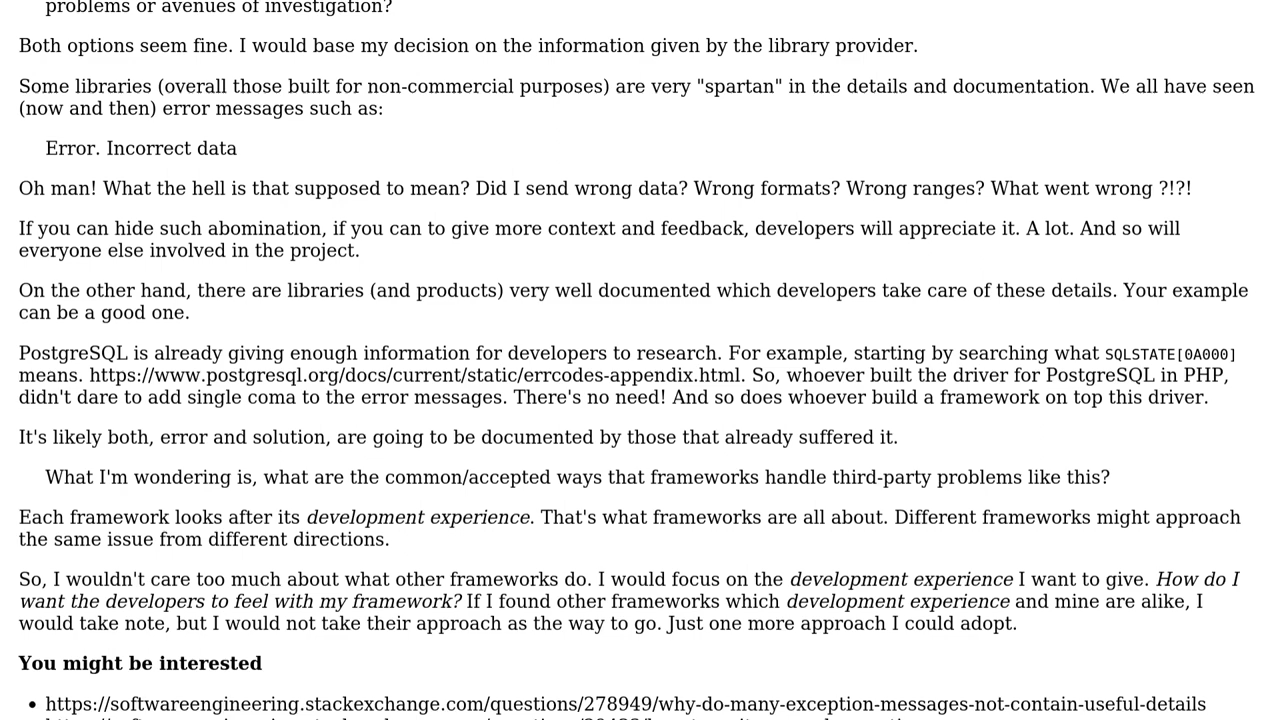 problems or avenues of investigation?
Both options seem fine. I would base my decision on the information given by the library provider.
Some libraries (overall those built for non-commercial purposes) are very "spartan" in the details and documentation. We all have seen
(now and then) error messages such as:
Error. Incorrect data
Oh man! What the hell is that supposed to mean? Did I send wrong data? Wrong formats? Wrong ranges? What went wrong ?!?!
If you can hide such abomination, if you can to give more context and feedback, developers will appreciate it. A lot. And so will
everyone else involved in the project.
On the other hand, there are libraries (and products) very well documented which developers take care of these details. Your example
can be a good one.
PostgreSQL is already giving enough information for developers to research. For example, starting by searching what SQLSTATE[0A000]
means. https://www.postgresql.org/docs/current/static/errcodes-appendix.html. So, whoever built the driver for PostgreSQL in PHP,
didn't dare to add single coma to the error messages. There's no need! And so does whoever build a framework on top this driver.
It's likely both, error and solution, are going to be documented by those that already suffered it.
What I'm wondering is, what are the common/accepted ways that frameworks handle third-party problems like this?
Each framework looks after its development experience. That's what frameworks are all about. Different frameworks might approach
the same issue from different directions.
So, I wouldn't care too much about what other frameworks do. I would focus on the development experience I want to give. How do I
want the developers to feel with my framework? If I found other frameworks which development experience and mine are alike, I
would take note, but I would not take their approach as the way to go. Just one more approach I could adopt.
You might be interested
• https://softwareengineering.stackexchange.com/questions/278949/why-do-many-exception-messages-not-contain-useful-details